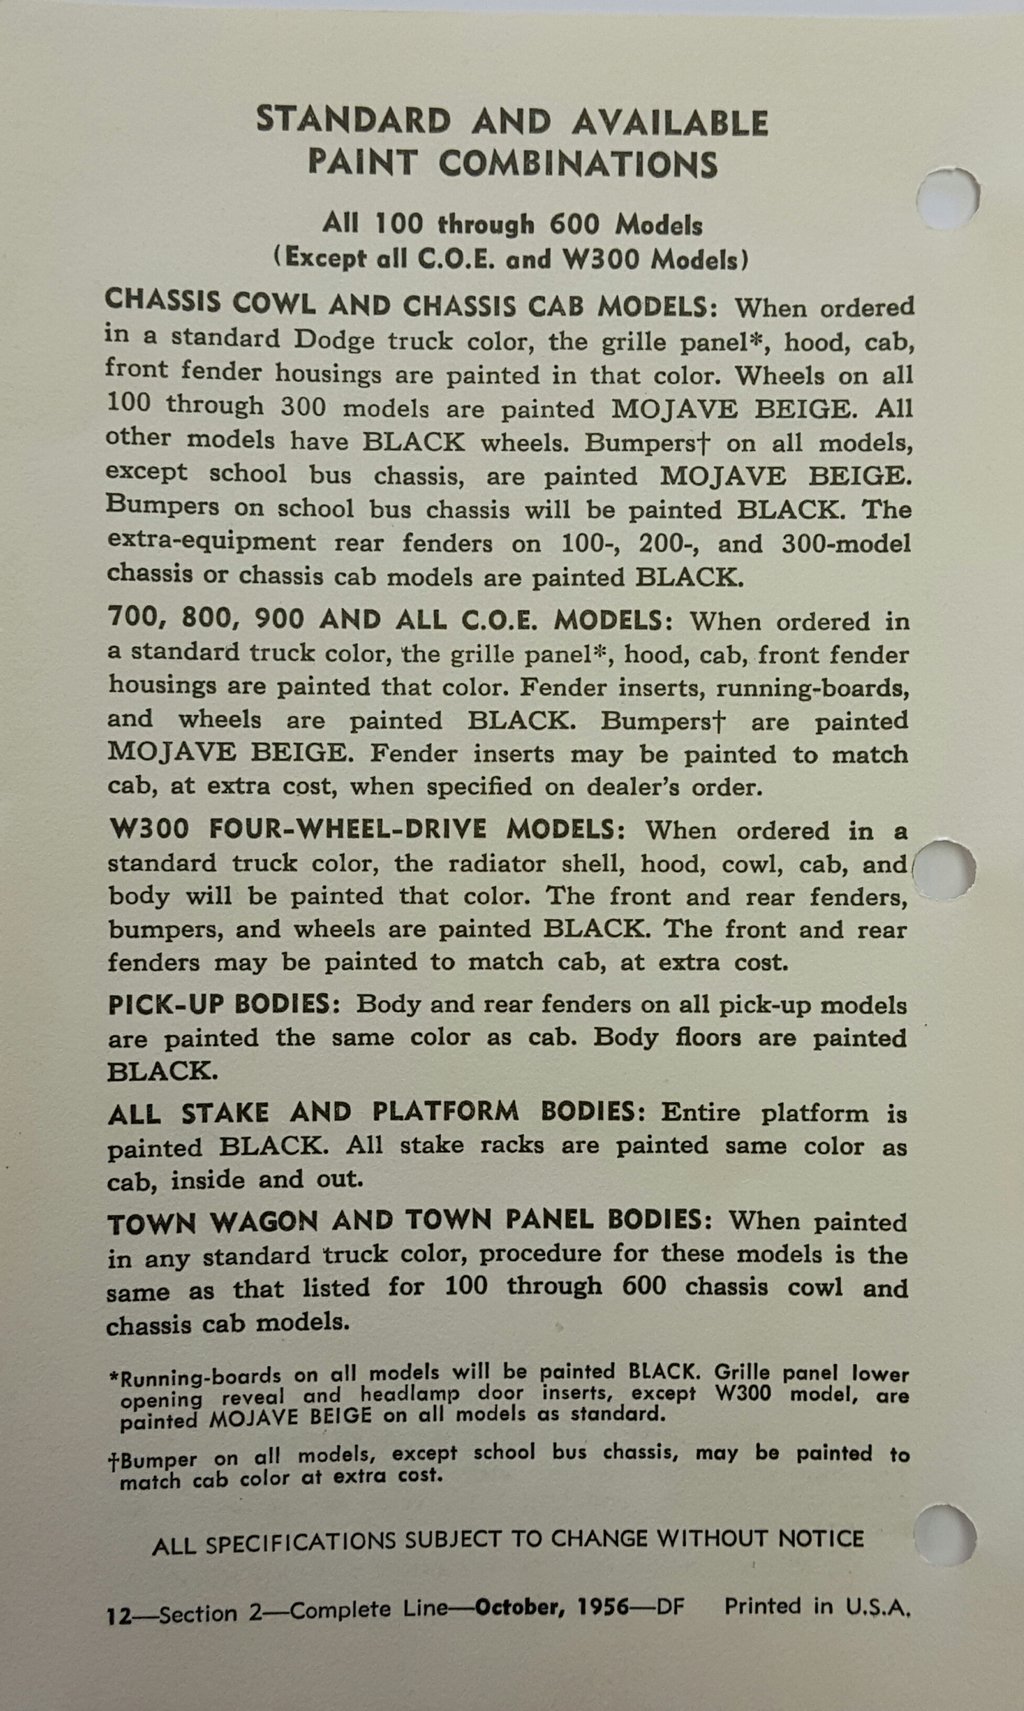 STANDARD AND AVAILABLE
PAINT COMBINATIONS
All 100 through 600 Models
(Except all C.O.E. and W300 Models)
CHASSIS COWL AND CHASSIS CAB MODELS: When ordered
in a standard Dodge truck color, the grille panel*, hood, cab,
front fender housings are painted in that color. Wheels on all
100 through 300 models are painted MOJAVE BEIGE. All
other models have BLACK wheels. Bumpers† on all models,
except school bus chassis, are painted MOJAVE BEIGE.
Bumpers on school bus chassis will be painted BLACK. The
extra-equipment rear fenders on 100-, 200-, and 300-model
chassis or chassis cab models are painted BLACK.
700, 800, 900 AND ALL C.O.E. MODELS: When ordered in
a standard truck color, the grille panel*, hood, cab, front fender
housings are painted that color. Fender inserts, running-boards,
and wheels are painted BLACK. Bumpers† are painted
MOJAVE BEIGE. Fender inserts may be painted to match
cab, at extra cost, when specified on dealer's order.
W300 FOUR-WHEEL-DRIVE MODELS: When ordered in a
standard truck color, the radiator shell, hood, cowl, cab, and
body will be painted that color. The front and rear fenders,
bumpers, and wheels are painted BLACK. The front and rear
fenders may be painted to match cab, at extra cost.
PICK-UP BODIES: Body and rear fenders on all pick-up models
are painted the same color as cab. Body floors are painted
BLACK.
ALL STAKE AND PLATFORM BODIES: Entire platform is
painted BLACK. All stake racks are painted same color as
cab, inside and out.
TOWN WAGON AND TOWN PANEL BODIES: When painted
in any standard truck color, procedure for these models is the
same as that listed for 100 through 600 chassis cowl and
chassis cab models.
*Running-boards on all models will be painted BLACK. Grille panel lower
opening reveal and headlamp door inserts, except W300 model, are
painted MOJAVE BEIGE on all models as standard.
†Bumper on all models, except school bus chassis, may be painted to
match cab color at extra cost.
ALL SPECIFICATIONS SUBJECT TO CHANGE WITHOUT NOTICE
12—Section 2—Complete Line—October, 1956—DF Printed in U.S.A.